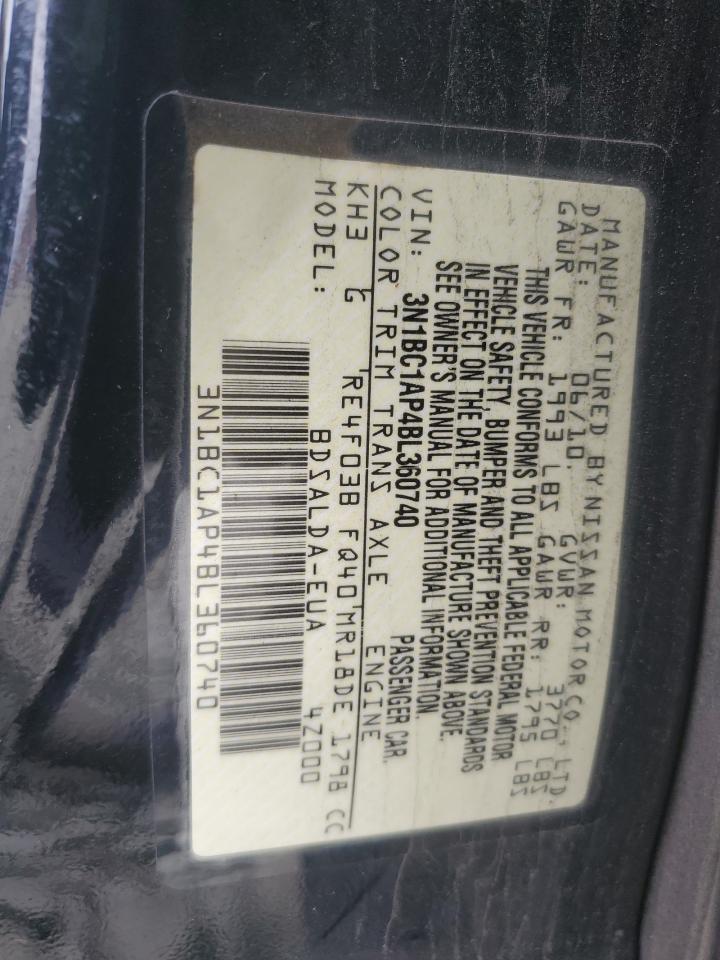 MANUFACTURED BY NISSAN MOTOR CO., LTD.
DATE: 06/10. GVWR: 3770 LBS
GAWR FR: 1993 LBS GAWR RR: 1795 LBS
THIS VEHICLE CONFORMS TO ALL APPLICABLE FEDERAL MOTOR
VEHICLE SAFETY, BUMPER AND THEFT PREVENTION STANDARDS
IN EFFECT ON THE DATE OF MANUFACTURE SHOWN ABOVE.
SEE OWNER'S MANUAL FOR ADDITIONAL INFORMATION.
VIN: 3N1BC1AP4BL360740 PASSENGER CAR.
COLOR TRIM TRANS AXLE ENGINE
KH3 G RE4F03B FQ40 MR18DE 1798 CC
MODEL: BDSALDA-EUA 4Z000
3N1BC1AP4BL360740